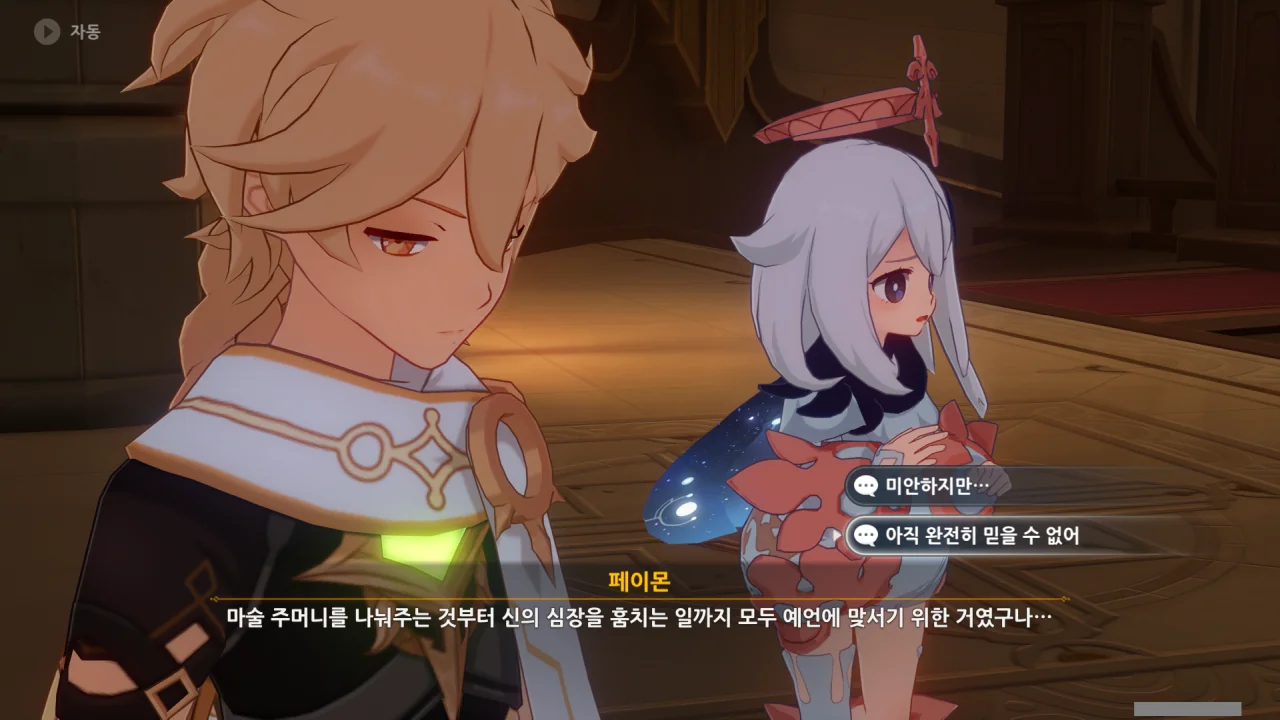 자동
미안하지만…
아직 완전히 믿을 수 없어
페이몬
마술 주머니를 나눠주는 것부터 신의 심장을 훔치는 일까지 모두 예언에 맞서기 위한 거였구나…